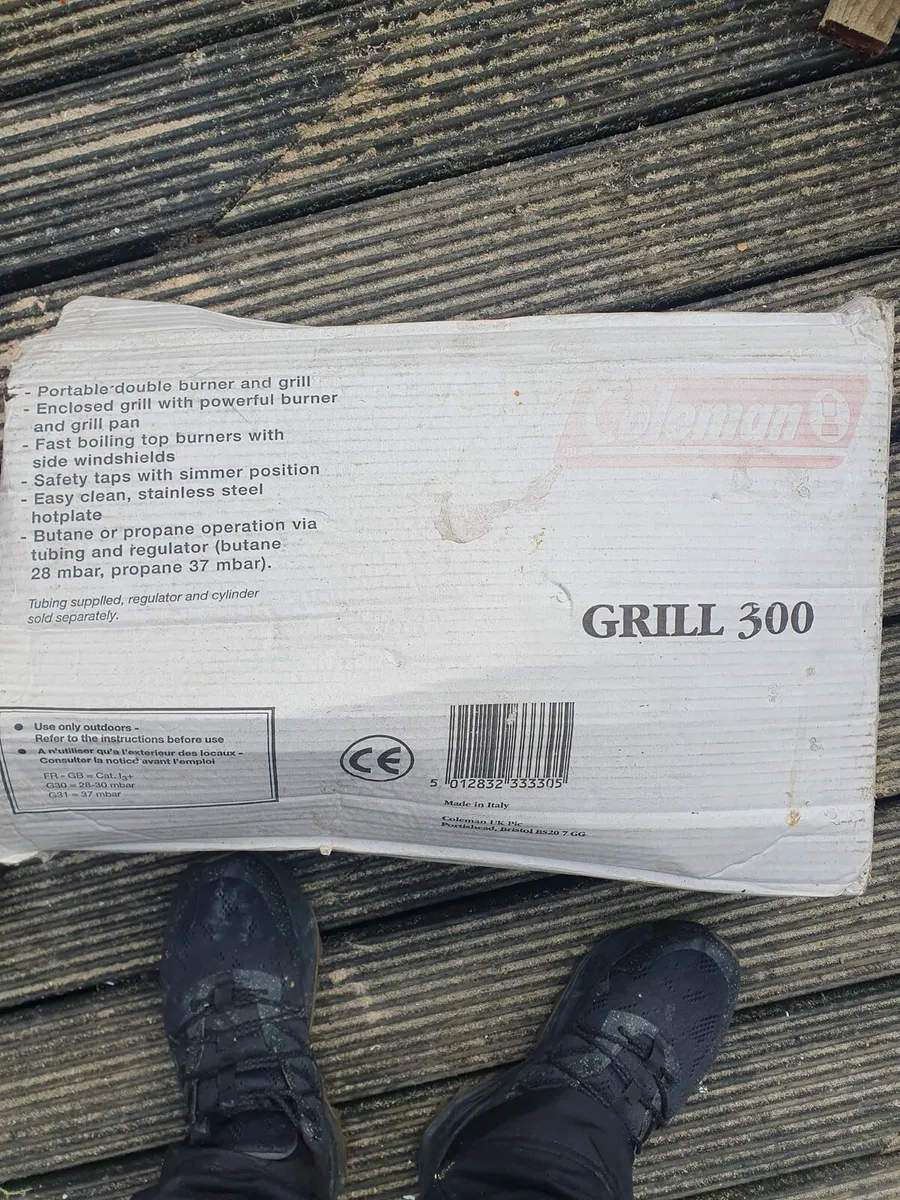 - Portable double burner and grill
- Enclosed grill with powerful burner
and grill pan
- Fast boiling top burners with
side windshields
- Safety taps with simmer position
- Easy clean, stainless steel
hotplate
- Butane or propane operation via
tubing and regulator (butane
28 mbar, propane 37 mbar).
Tubing supplied, regulator and cylinder
sold separately.
Coleman
GRILL 300
● Use only outdoors -
Refer to the instructions before use
● A n'utiliser qu'a l'exterieur des locaux -
Consulter la notice avant l'emploi
FR - GB = Cat. I3+
G30 = 28-30 mbar
G31 = 37 mbar
CE
5 012832 333305
Made in Italy
Coleman UK Plc
Portishead, Bristol BS20 7 GG